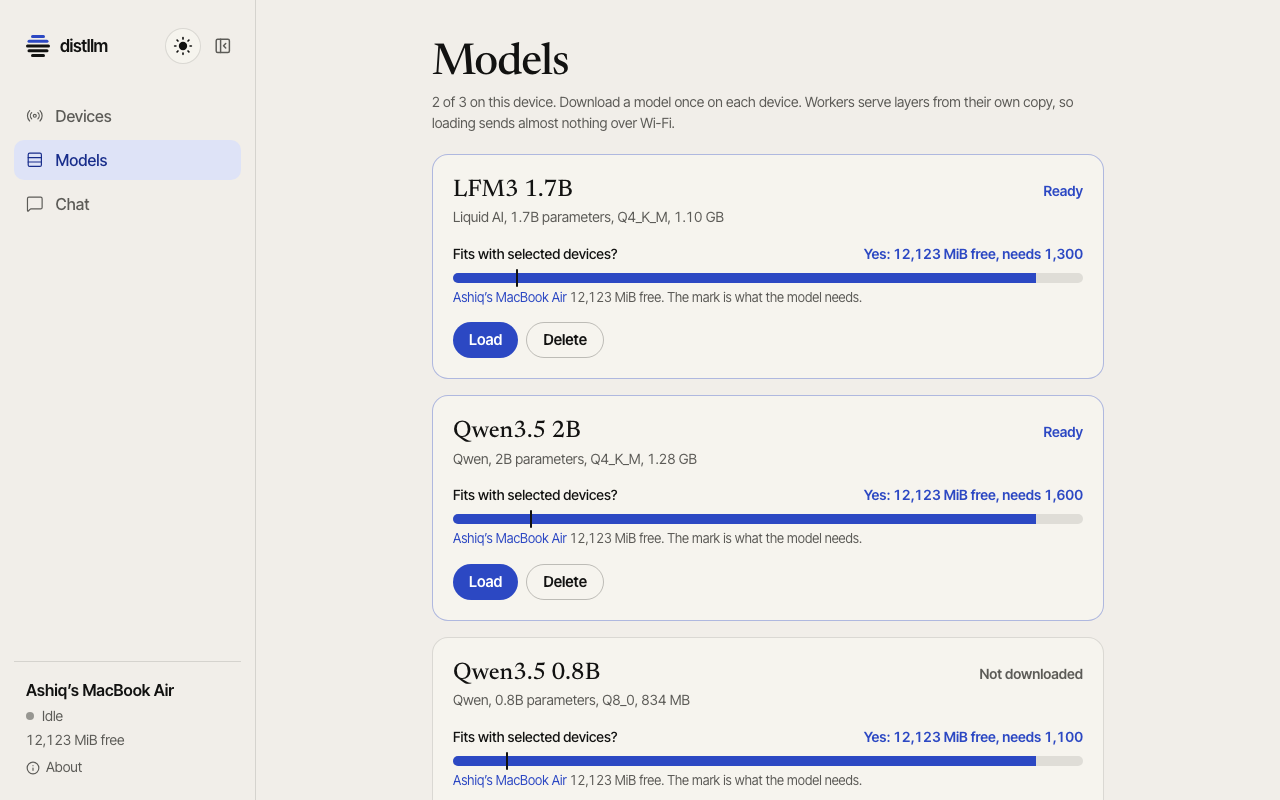 distllm
Devices
Models
Chat
Ashiq's MacBook Air
Idle
12,123 MiB free
About
Models
2 of 3 on this device. Download a model once on each device. Workers serve layers from their own copy, so
loading sends almost nothing over Wi-Fi.
LFM3 1.7B
Ready
Liquid AI, 1.7B parameters, Q4_K_M, 1.10 GB
Fits with selected devices?
Yes: 12,123 MiB free, needs 1,300
Ashiq's MacBook Air 12,123 MiB free. The mark is what the model needs.
Load
Delete
Qwen3.5 2B
Ready
Qwen, 2B parameters, Q4_K_M, 1.28 GB
Fits with selected devices?
Yes: 12,123 MiB free, needs 1,600
Ashiq's MacBook Air 12,123 MiB free. The mark is what the model needs.
Load
Delete
Qwen3.5 0.8B
Not downloaded
Qwen, 0.8B parameters, Q8_0, 834 MB
Fits with selected devices?
Yes: 12,123 MiB free, needs 1,100
Ashiq's MacBook Air 12,123 MiB free. The mark is what the model needs.